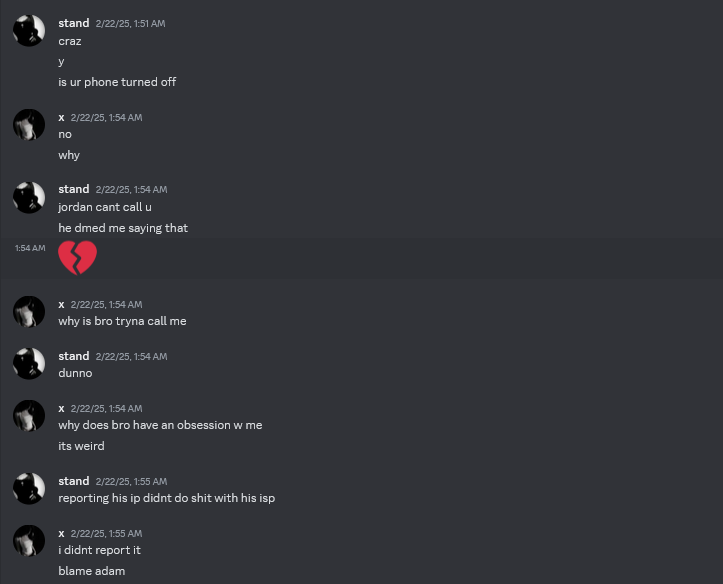 stand 2/22/25, 1:51 AM
craz
y
is ur phone turned off
x 2/22/25, 1:54 AM
no
why
stand 2/22/25, 1:54 AM
jordan cant call u
he dmed me saying that
1:54 AM
x 2/22/25, 1:54 AM
why is bro tryna call me
stand 2/22/25, 1:54 AM
dunno
x 2/22/25, 1:54 AM
why does bro have an obsession w me
its weird
stand 2/22/25, 1:55 AM
reporting his ip didnt do shit with his isp
x 2/22/25, 1:55 AM
i didnt report it
blame adam